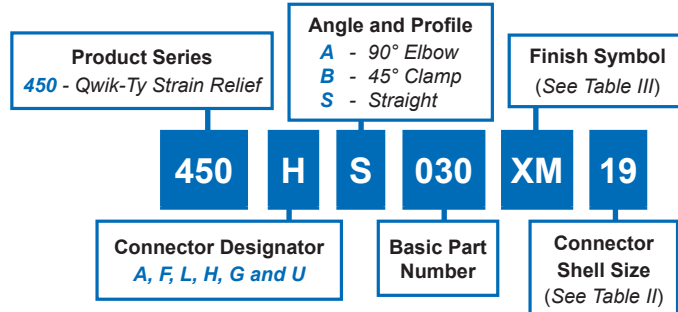 Product Series
450 - Qwik-Ty Strain Relief
Angle and Profile
A - 90° Elbow
B - 45° Clamp
S - Straight
Finish Symbol
(See Table III)
450 H S 030 XM 19
Connector Designator
A, F, L, H, G and U
Basic Part
Number
Connector
Shell Size
(See Table II)